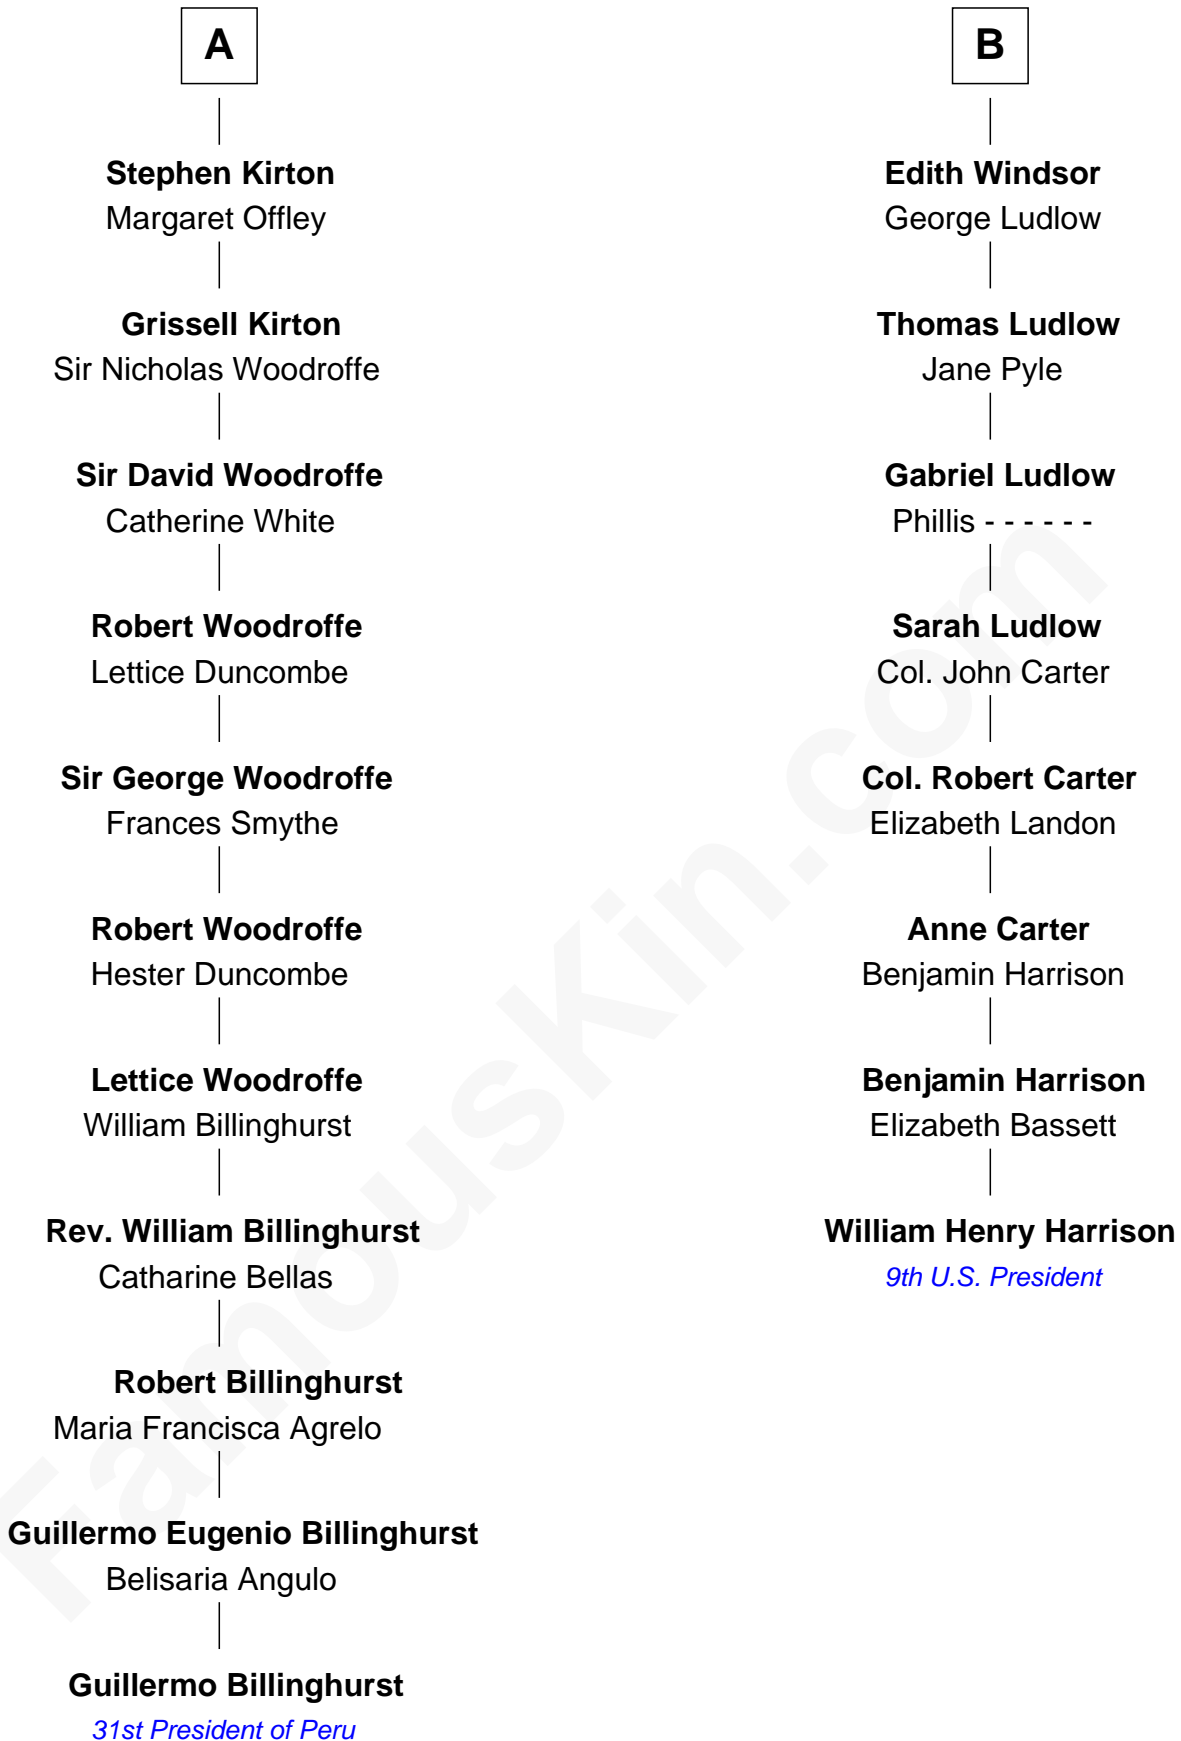 A
Stephen Kirton
Margaret Offley
Grissell Kirton
Sir Nicholas Woodroffe
Sir David Woodroffe
Catherine White
Robert Woodroffe
Lettice Duncombe
Sir George Woodroffe
Frances Smythe
Robert Woodroffe
Hester Duncombe
Lettice Woodroffe
William Billinghurst
Rev. William Billinghurst
Catharine Bellas
Robert Billinghurst
Maria Francisca Agrelo
Guillermo Eugenio Billinghurst
Belisaria Angulo
Guillermo Billinghurst
31st President of Peru
B
Edith Windsor
George Ludlow
Thomas Ludlow
Jane Pyle
Gabriel Ludlow
Phillis - - - - - -
Sarah Ludlow
Col. John Carter
Col. Robert Carter
Elizabeth Landon
Anne Carter
Benjamin Harrison
Benjamin Harrison
Elizabeth Bassett
William Henry Harrison
9th U.S. President
FamousKin.com